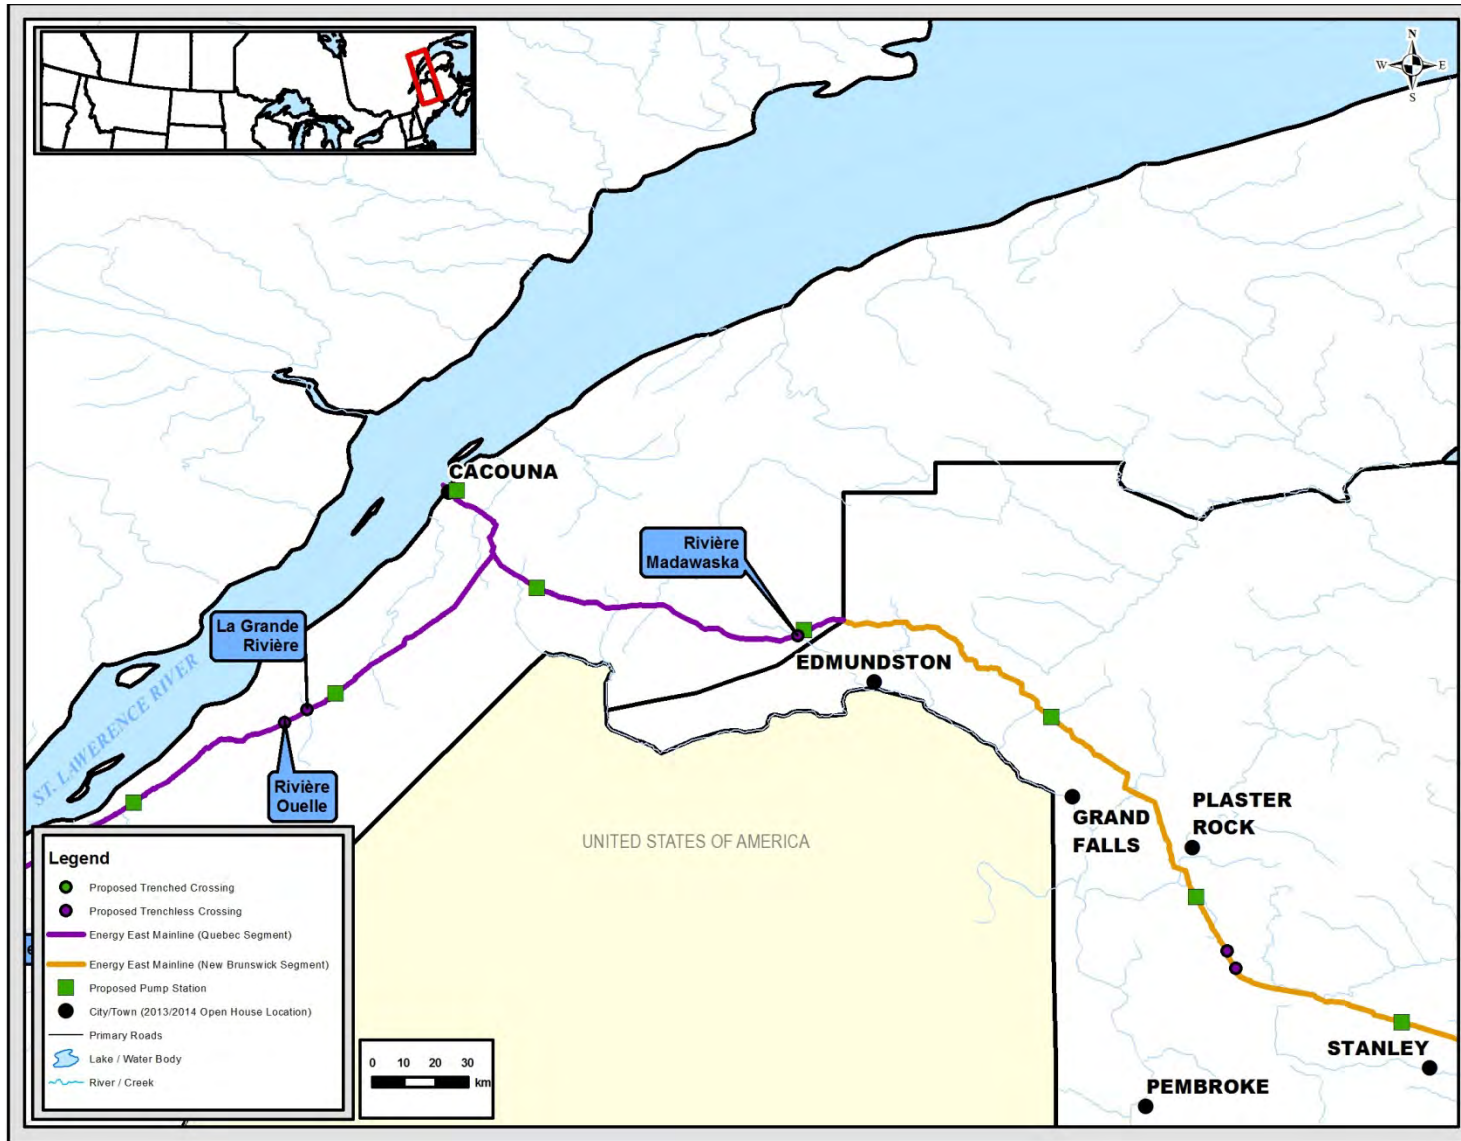 N
W
E
S
CACOUNA
Rivière
Madawaska
La Grande
Rivière
EDMUNDSTON
ST. LAWERENCE RIVER
Rivière
Ouelle
GRAND
FALLS
PLASTER
ROCK
UNITED STATES OF AMERICA
Legend
Proposed Trenched Crossing
Proposed Trenchless Crossing
Energy East Mainline (Quebec Segment)
Energy East Mainline (New Brunswick Segment)
Proposed Pump Station
City/Town (2013/2014 Open House Location)
Primary Roads
Lake / Water Body
River / Creek
0 10 20 30
km
STANLEY
PEMBROKE